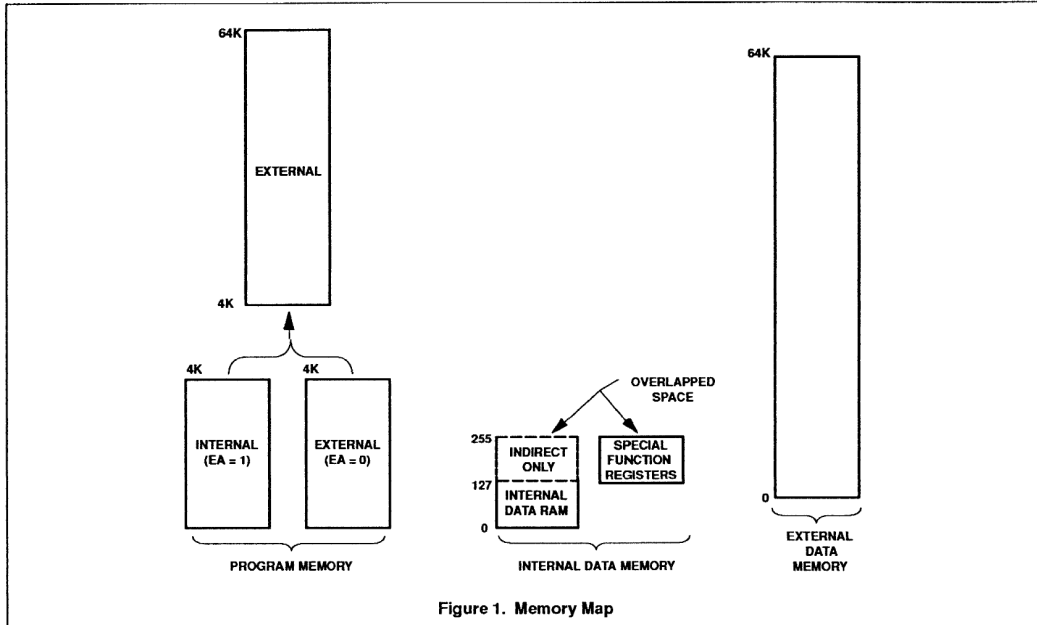 64K
EXTERNAL
4K
4K
4K
INTERNAL
(EA = 1)
EXTERNAL
(EA = 0)
PROGRAM MEMORY
OVERLAPPED
SPACE
255
INDIRECT
ONLY
127
INTERNAL
DATA RAM
0
SPECIAL
FUNCTION
REGISTERS
INTERNAL DATA MEMORY
64K
0
EXTERNAL
DATA
MEMORY
Figure 1. Memory Map